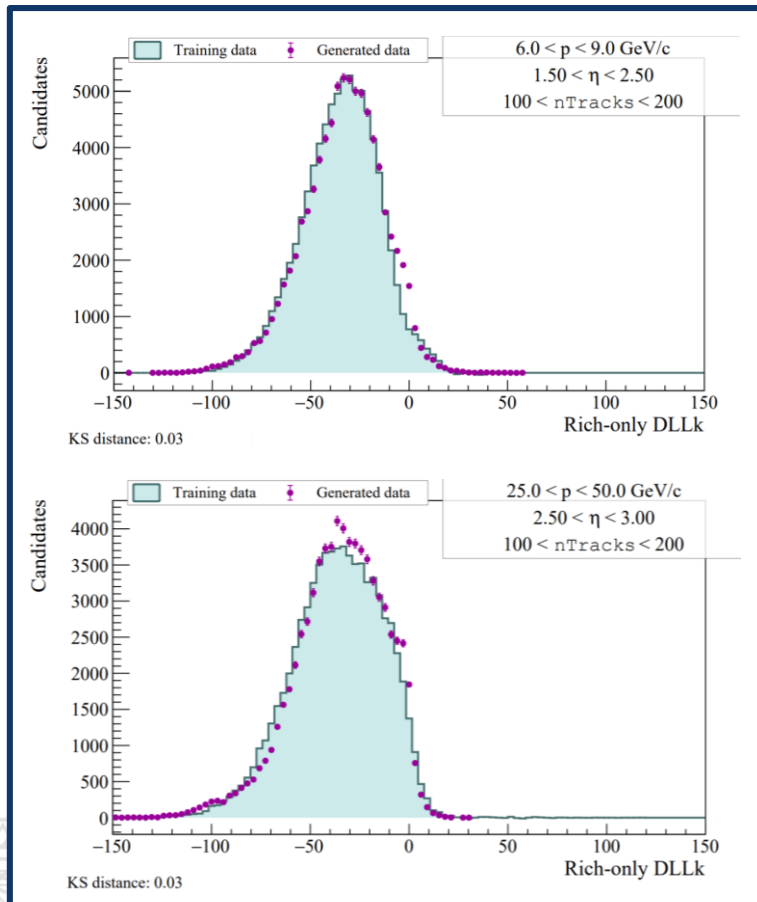 Training data Generated data
6.0 < p < 9.0 GeV/c
1.50 < η < 2.50
100 < nTracks < 200
Candidates
5000
4000
3000
2000
1000
0
−150 −100 −50 0 50 100 150
Rich-only DLLk
KS distance: 0.03
Training data Generated data
25.0 < p < 50.0 GeV/c
2.50 < η < 3.00
100 < nTracks < 200
Candidates
4000
3500
3000
2500
2000
1500
1000
500
0
−150 −100 −50 0 50 100 150
Rich-only DLLk
KS distance: 0.03